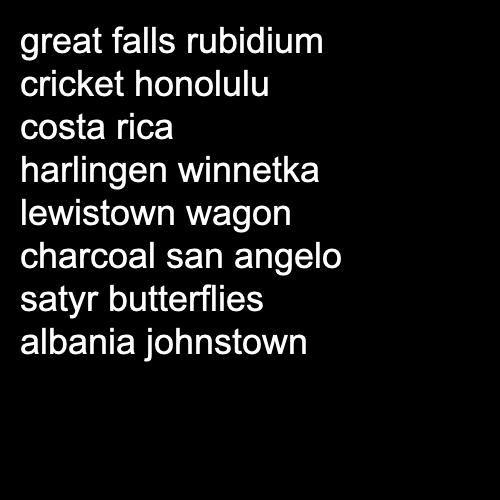 great falls rubidium
cricket honolulu
costa rica
harlingen winnetka
lewistown wagon
charcoal san angelo
satyr butterflies
albania johnstown